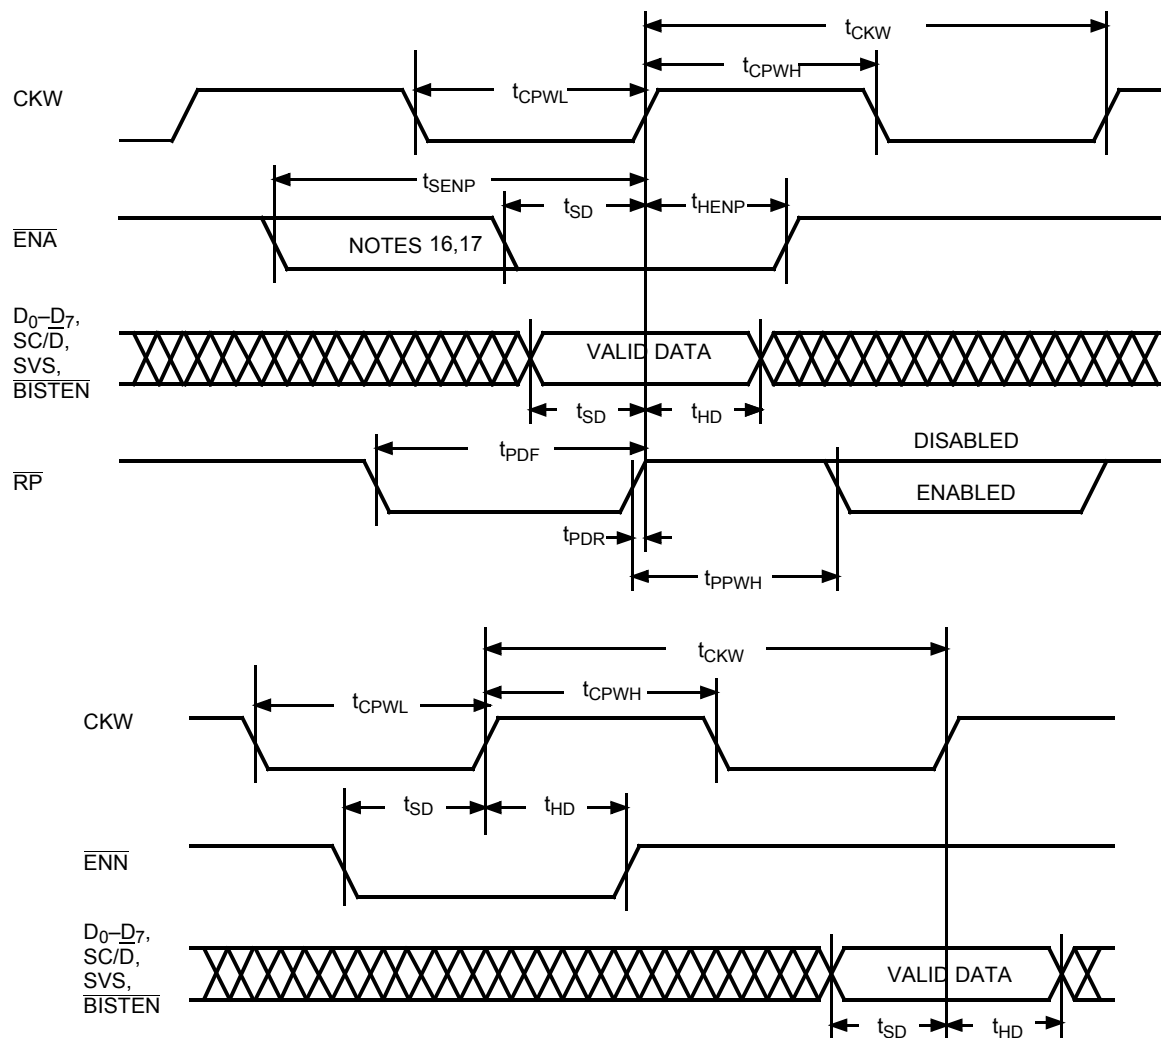 tCKW
tCPWH
tCPWL
CKW
tSENP
tSD
tHENP
ENA
NOTES 16,17
D0–D7,
SC/D,
SVS,
BISTEN
VALID DATA
tSD
tHD
tPDF
DISABLED
RP
ENABLED
tPDR
tPPWH
tCKW
tCPWH
tCPWL
CKW
tSD
tHD
ENN
D0–D7,
SC/D,
SVS,
BISTEN
VALID DATA
tSD
tHD